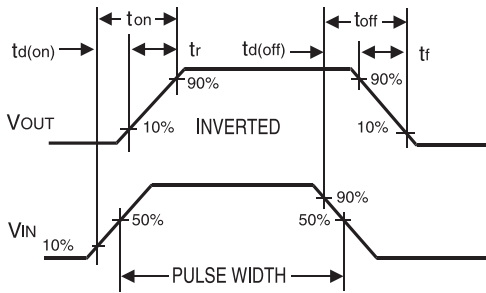 ton
toff
td(on)
tr
td(off)
tf
90%
90%
VOUT
10%
INVERTED
10%
90%
VIN
50%
50%
10%
PULSE WIDTH